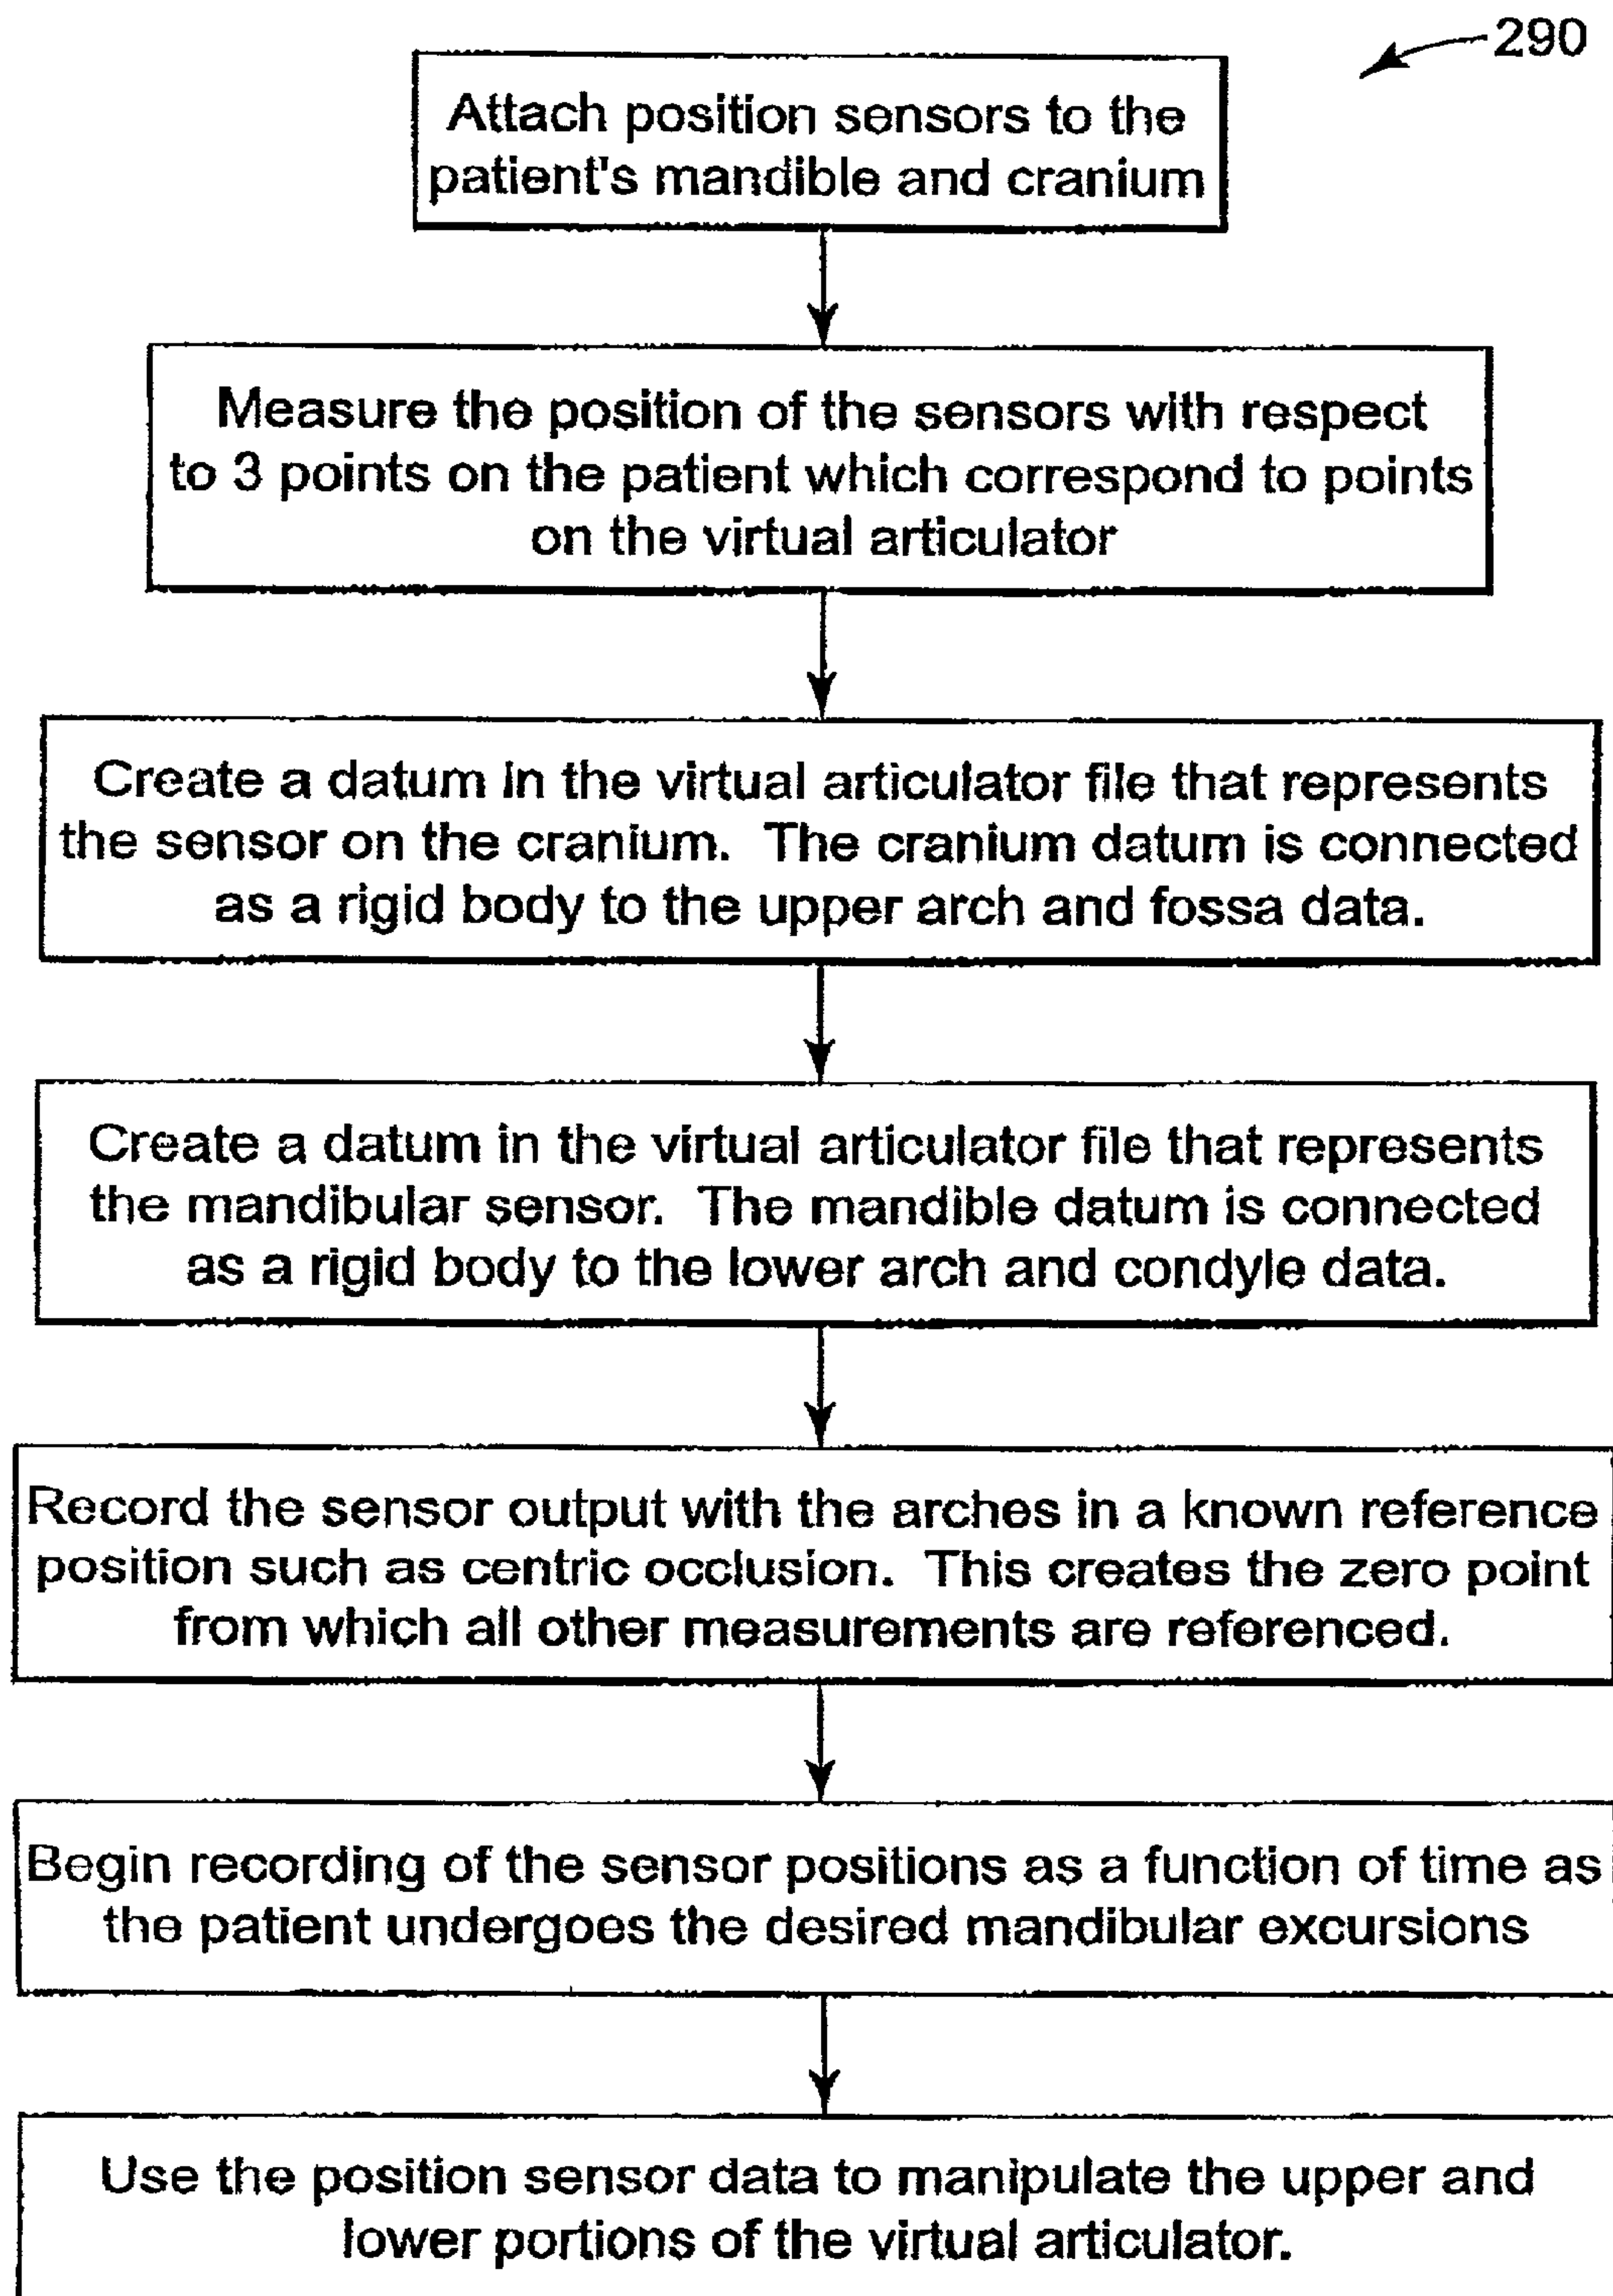 290
Attach position sensors to the
patient's mandible and cranium
Measure the position of the sensors with respect
to 3 points on the patient which correspond to points
on the virtual articulator
Create a datum in the virtual articulator file that represents
the sensor on the cranium. The cranium datum is connected
as a rigid body to the upper arch and fossa data.
Create a datum in the virtual articulator file that represents
the mandibular sensor. The mandible datum is connected
as a rigid body to the lower arch and condyle data.
Record the sensor output with the arches in a known reference
position such as centric occlusion. This creates the zero point
from which all other measurements are referenced.
Begin recording of the sensor positions as a function of time as
the patient undergoes the desired mandibular excursions
Use the position sensor data to manipulate the upper and
lower portions of the virtual articulator.